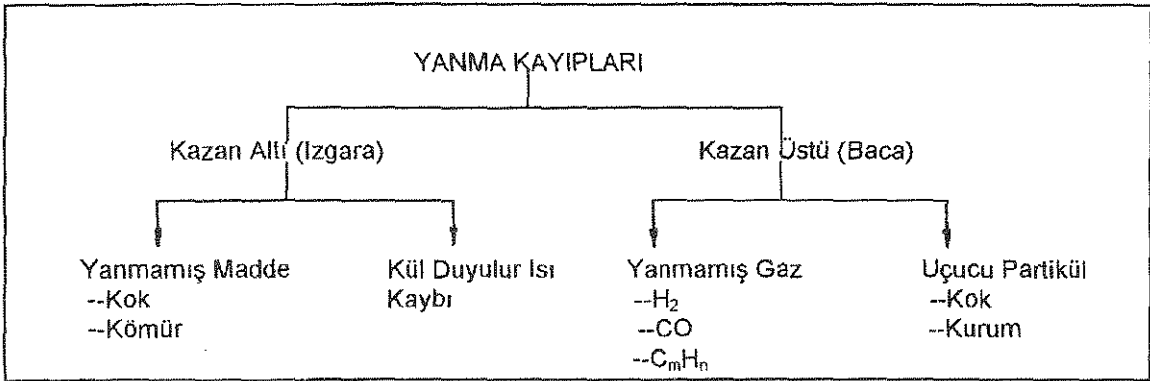 YANMA KAYIPLARI
Kazan Altı (Izgara)
Kazan Üstü (Baca)
Yanmamış Madde
--Kok
--Kömür
Kül Duyulur Isı
Kaybı
Yanmamış Gaz
--H₂
--CO
--CₘHₙ
Uçucu Partikül
--Kok
--Kurum